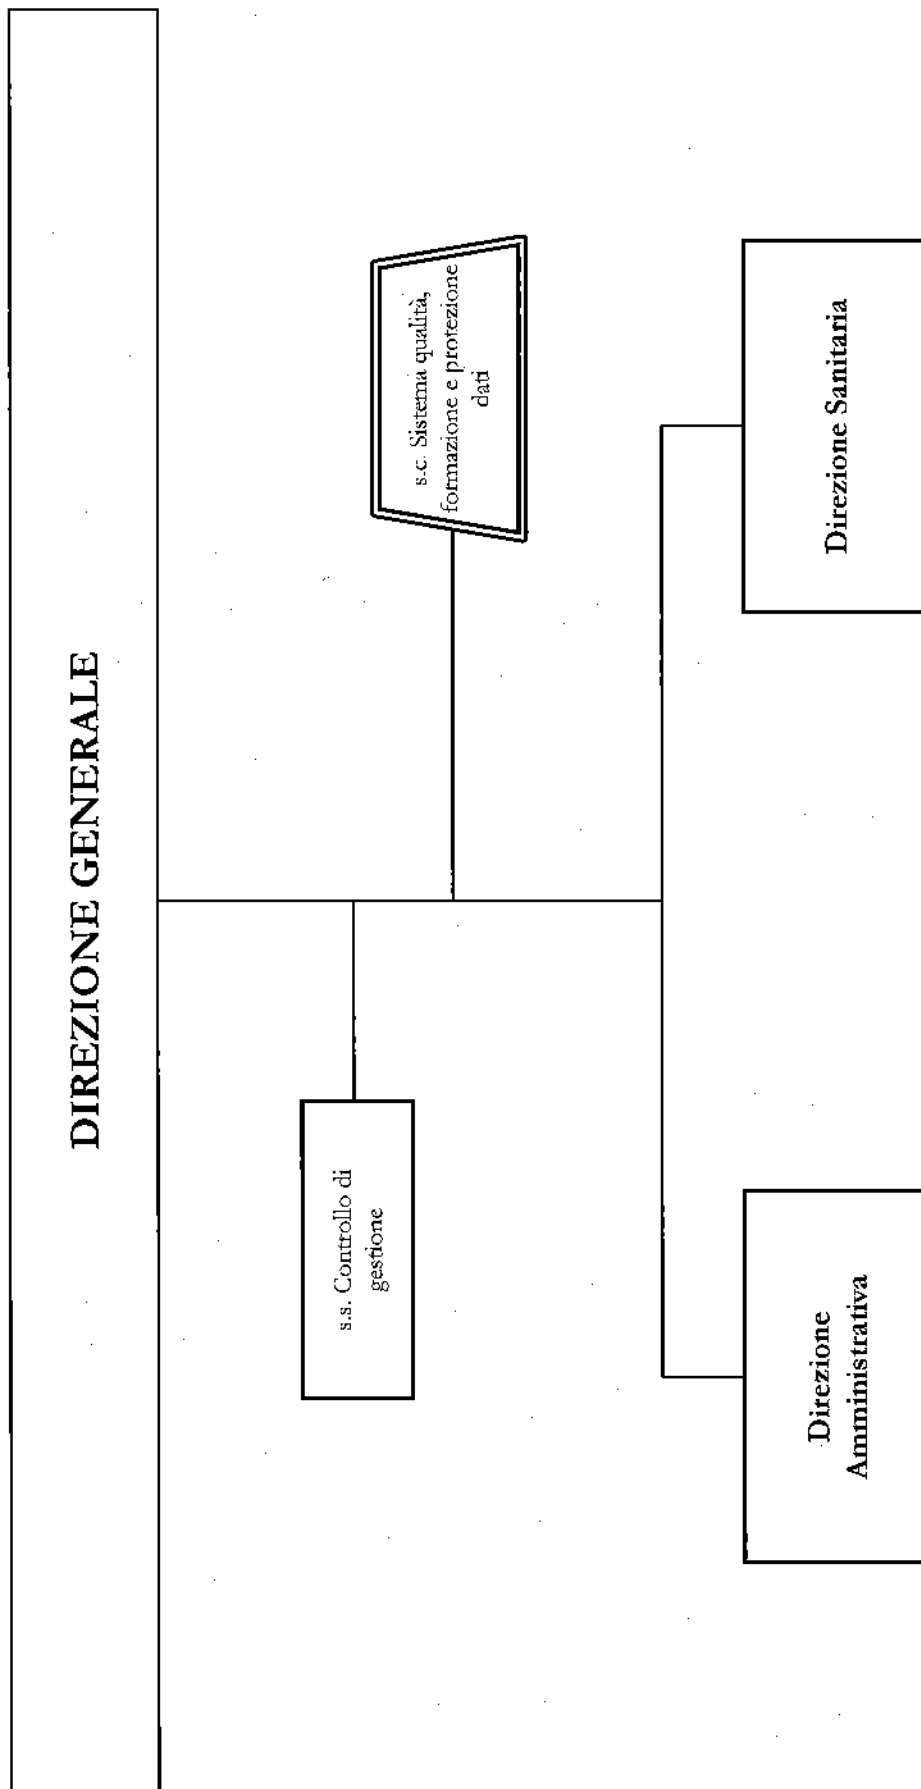 DIREZIONE GENERALE
s.s. Controllo di
gestione
s.c. Sistema qualità,
formazione e protezione
dati
Direzione
Amministrativa
Direzione Sanitaria